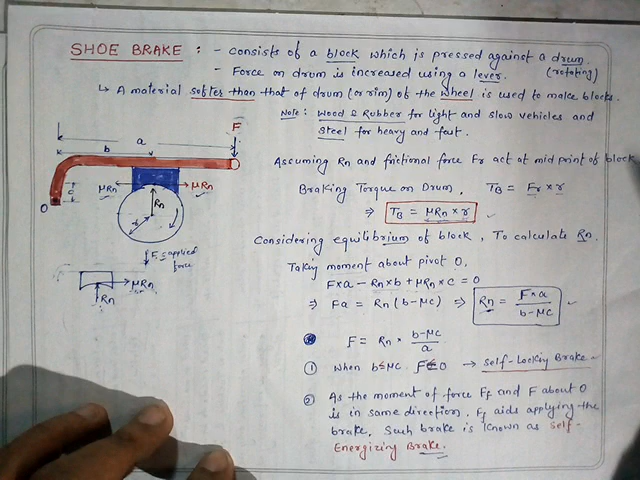 SHOE BRAKE : - Consists of a block which is pressed against a drum.
(rotating)
- Force on drum is increased using a lever.
↳ A material softer than that of drum (or rim) of the wheel is used to make blocks.
Note: Wood & Rubber for light and slow vehicles and
Steel for heavy and fast.
F
a
b
c
O
μRn
μRn
Rn
r
F, = applied
force
μRn
Rn
Assuming Rn and frictional force Fr act at mid point of block
Braking Torque on Drum, TB = Fr × r
⇒ TB = μRn × r
Considering equilibrium of block, To calculate Rn.
Taking moment about pivot O.
F×a - Rn×b + μRn×c = 0
⇒ Fa = Rn (b-μc) ⇒ Rn = F×a / b-μc
F = Rn × b-μc / a
① When b≤μc. F≤0 → Self-Locking Brake
② As the moment of force Ff and F about O
is in same direction, Ff aids applying the
brake. Such brake is known as Self-
Energizing Brake.